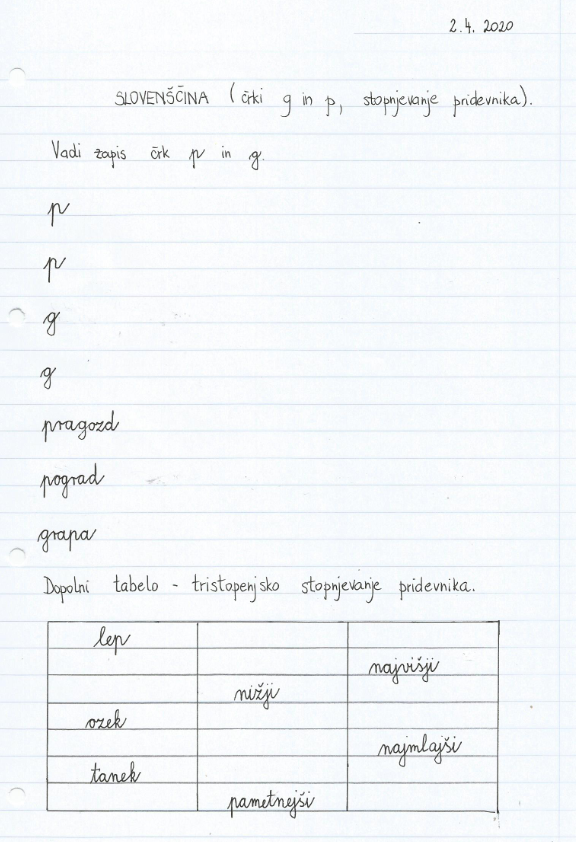 2.4. 2020
SLOVENŠČINA (črki g in p, stopnjevanje pridevnika).
Vadi zapis črk p in g.
p
p
g
g
pragozd
pograd
grapa
Dopolni tabelo - tristopenjsko stopnjevanje pridevnika.
lep
najvišji
nižji
ozek
najmlajši
tanek
pametnejši